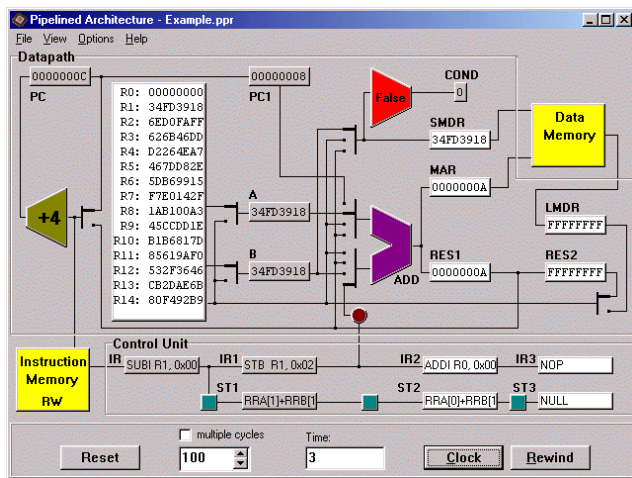 Pipelined Architecture - Example.ppr
File View Options Help
Datapath
0000000C
PC
00000008
PC1
R0: 00000000
R1: 34FD3918
R2: 6ED0FAFF
R3: 626B46DD
R4: D2264EA7
R5: 467DD82E
R6: 5DB69915
R7: F7E0142F
R8: 1AB100A3
R9: 45CCDD1E
R10: B1B6817D
R11: 85619AF0
R12: 532F3646
R13: CB2DAE6B
R14: 80F492B9
+4
A
34FD3918
B
34FD3918
False
COND
0
SMDR
34FD3918
Data
Memory
MAR
0000000A
LMDR
FFFFFFFF
ADD
RES1
0000000A
RES2
FFFFFFFF
Control Unit
Instruction
Memory
RW
IR
SUBI R1, 0x00
IR1
STB R1, 0x02
IR2
ADDI R0, 0x00
IR3
NOP
ST1
RRA[1]+RRB[1
ST2
RRA[0]+RRB[1
ST3
NULL
Reset
multiple cycles
100
Time:
3
Clock
Rewind